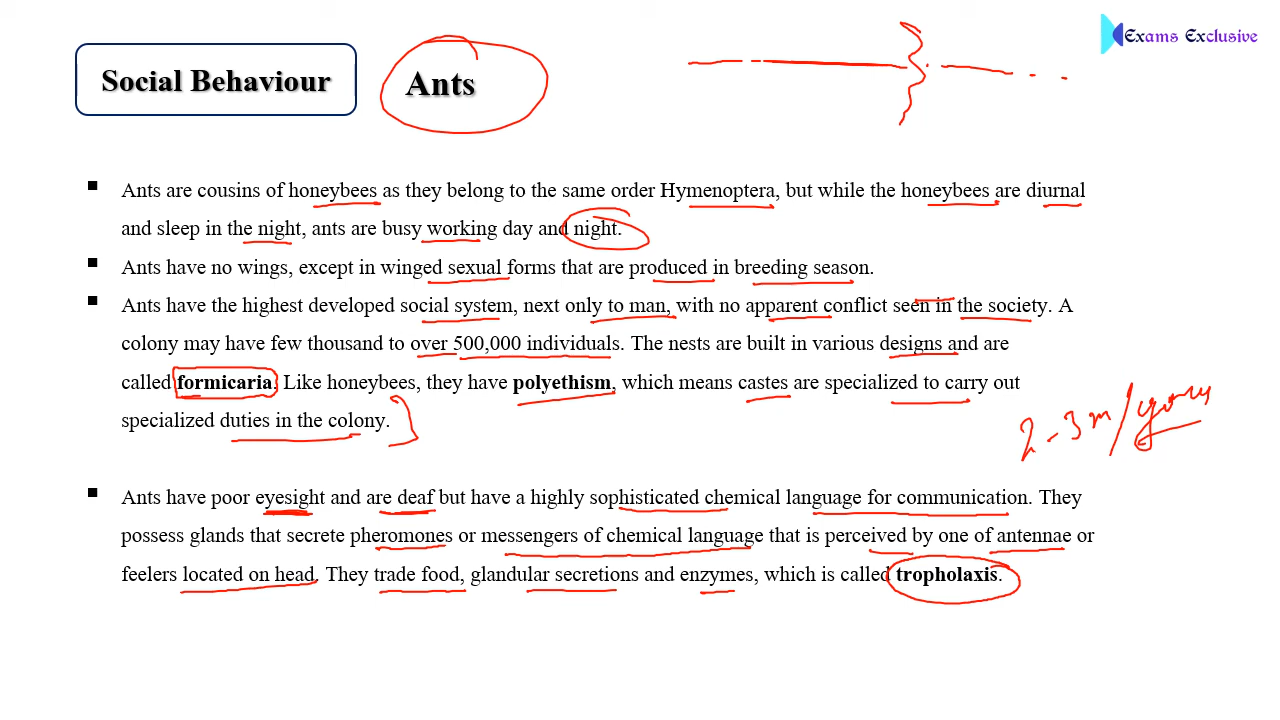 Exams Exclusive
Social Behaviour
Ants
Ants are cousins of honeybees as they belong to the same order Hymenoptera, but while the honeybees are diurnal
and sleep in the night, ants are busy working day and night.
Ants have no wings, except in winged sexual forms that are produced in breeding season.
Ants have the highest developed social system, next only to man, with no apparent conflict seen in the society. A
colony may have few thousand to over 500,000 individuals. The nests are built in various designs and are
called formicaria. Like honeybees, they have polyethism, which means castes are specialized to carry out
specialized duties in the colony.
2-3 m/
Ants have poor eyesight and are deaf but have a highly sophisticated chemical language for communication. They
possess glands that secrete pheromones or messengers of chemical language that is perceived by one of antennae or
feelers located on head. They trade food, glandular secretions and enzymes, which is called tropholaxis.